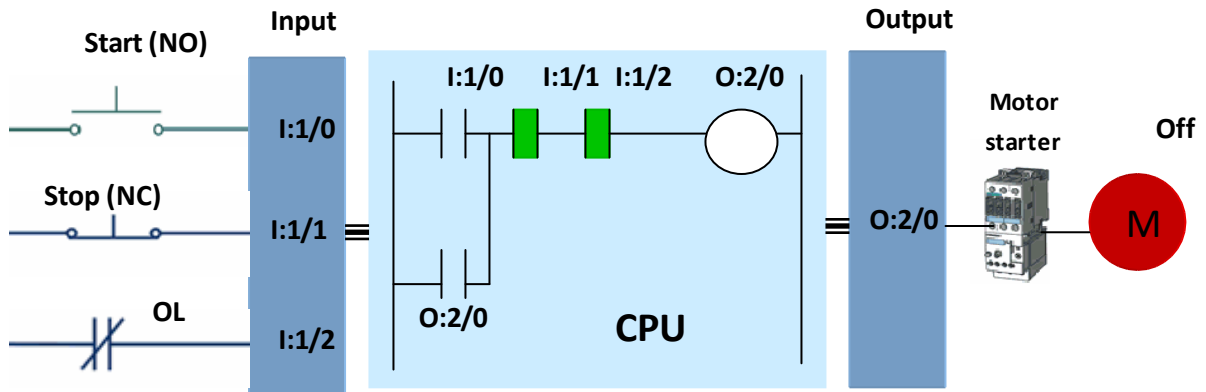 Input
Output
Start (NO)
I:1/0
I:1/1
I:1/2
O:2/0
Motor
starter
Off
I:1/0
Stop (NC)
I:1/1
O:2/0
M
OL
O:2/0
CPU
I:1/2